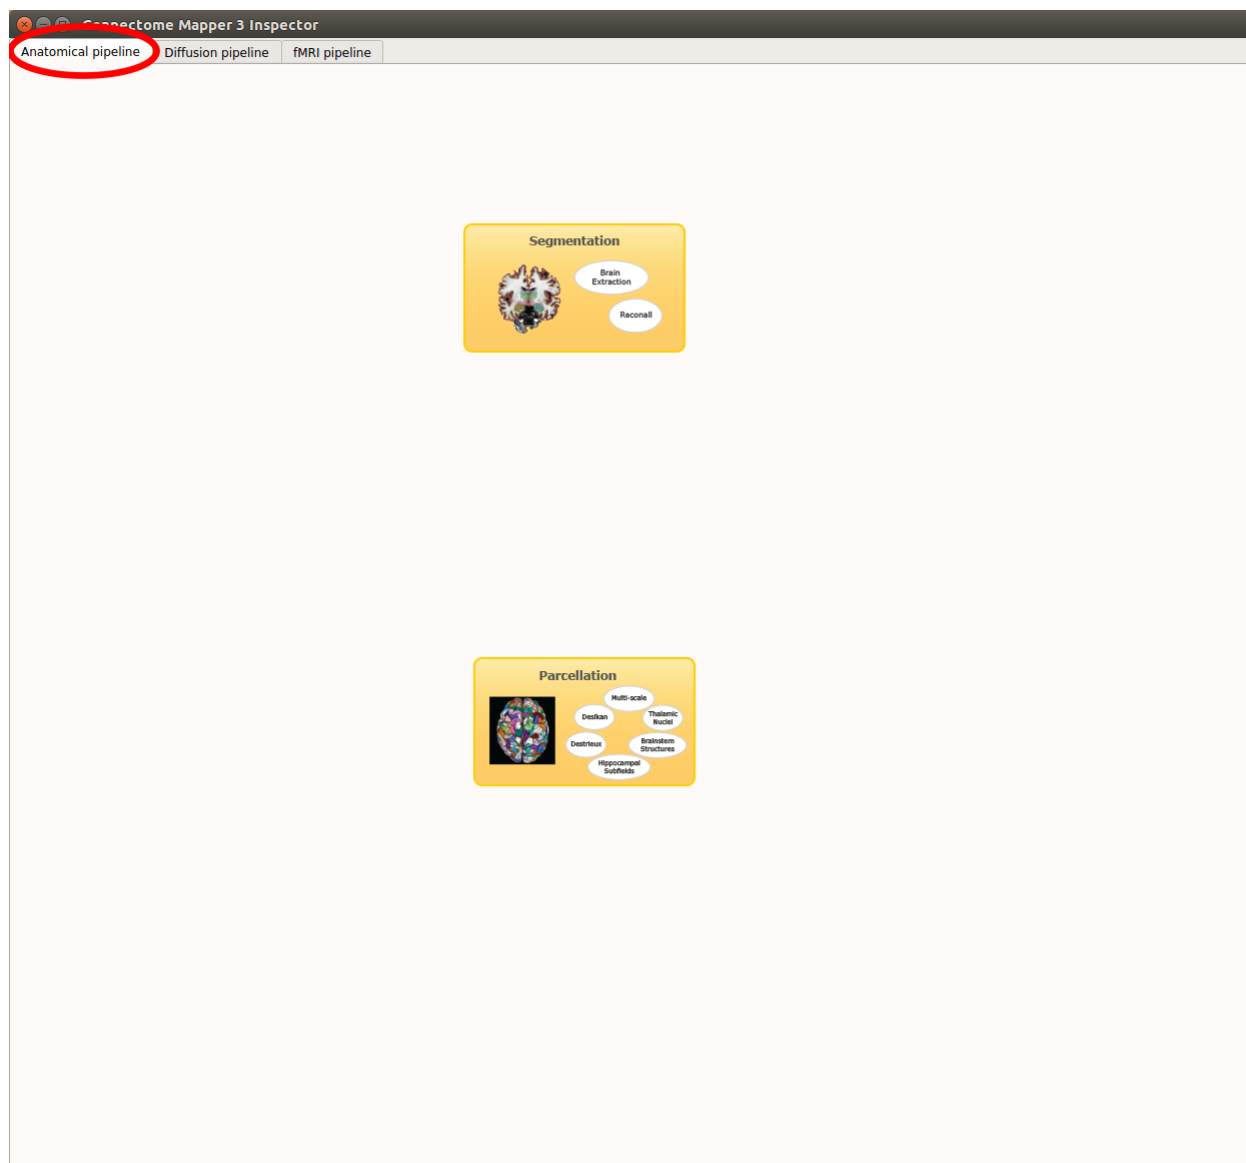 Connectome Mapper 3 Inspector
Anatomical pipeline
Diffusion pipeline
fMRI pipeline
Segmentation
Brain
Extraction
Reconall
Parcellation
Multi-scale
Desikan
Thalamic
Nuclei
Destrieux
Brainstem
Structures
Hippocampal
Subfields